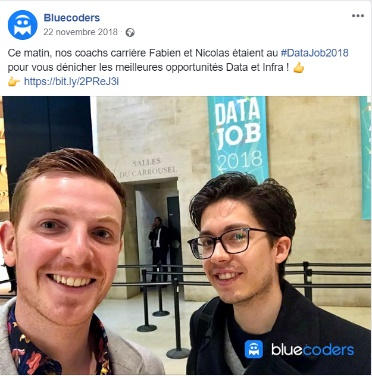 Bluecoders
22 novembre 2018
Ce matin, nos coachs carrière Fabien et Nicolas étaient au #DataJob2018
pour vous dénicher les meilleures opportunités Data et Infra ! 👍
👉 https://bit.ly/2PReJ3i
DATA
JOB
2018
SALLES
DU CARROUSEL
bluecoders